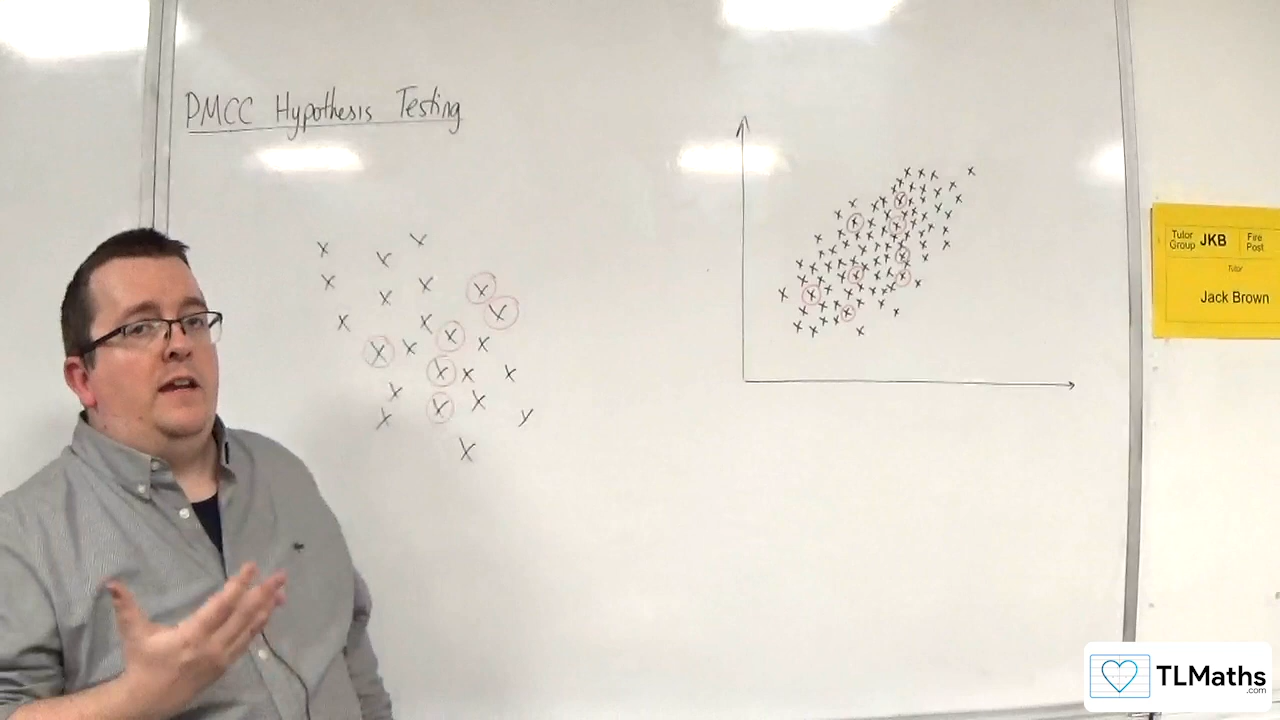 PMCC Hypothesis Testing
Tutor Group JKB Fire Post
Tutor
Jack Brown
TLMaths
.com